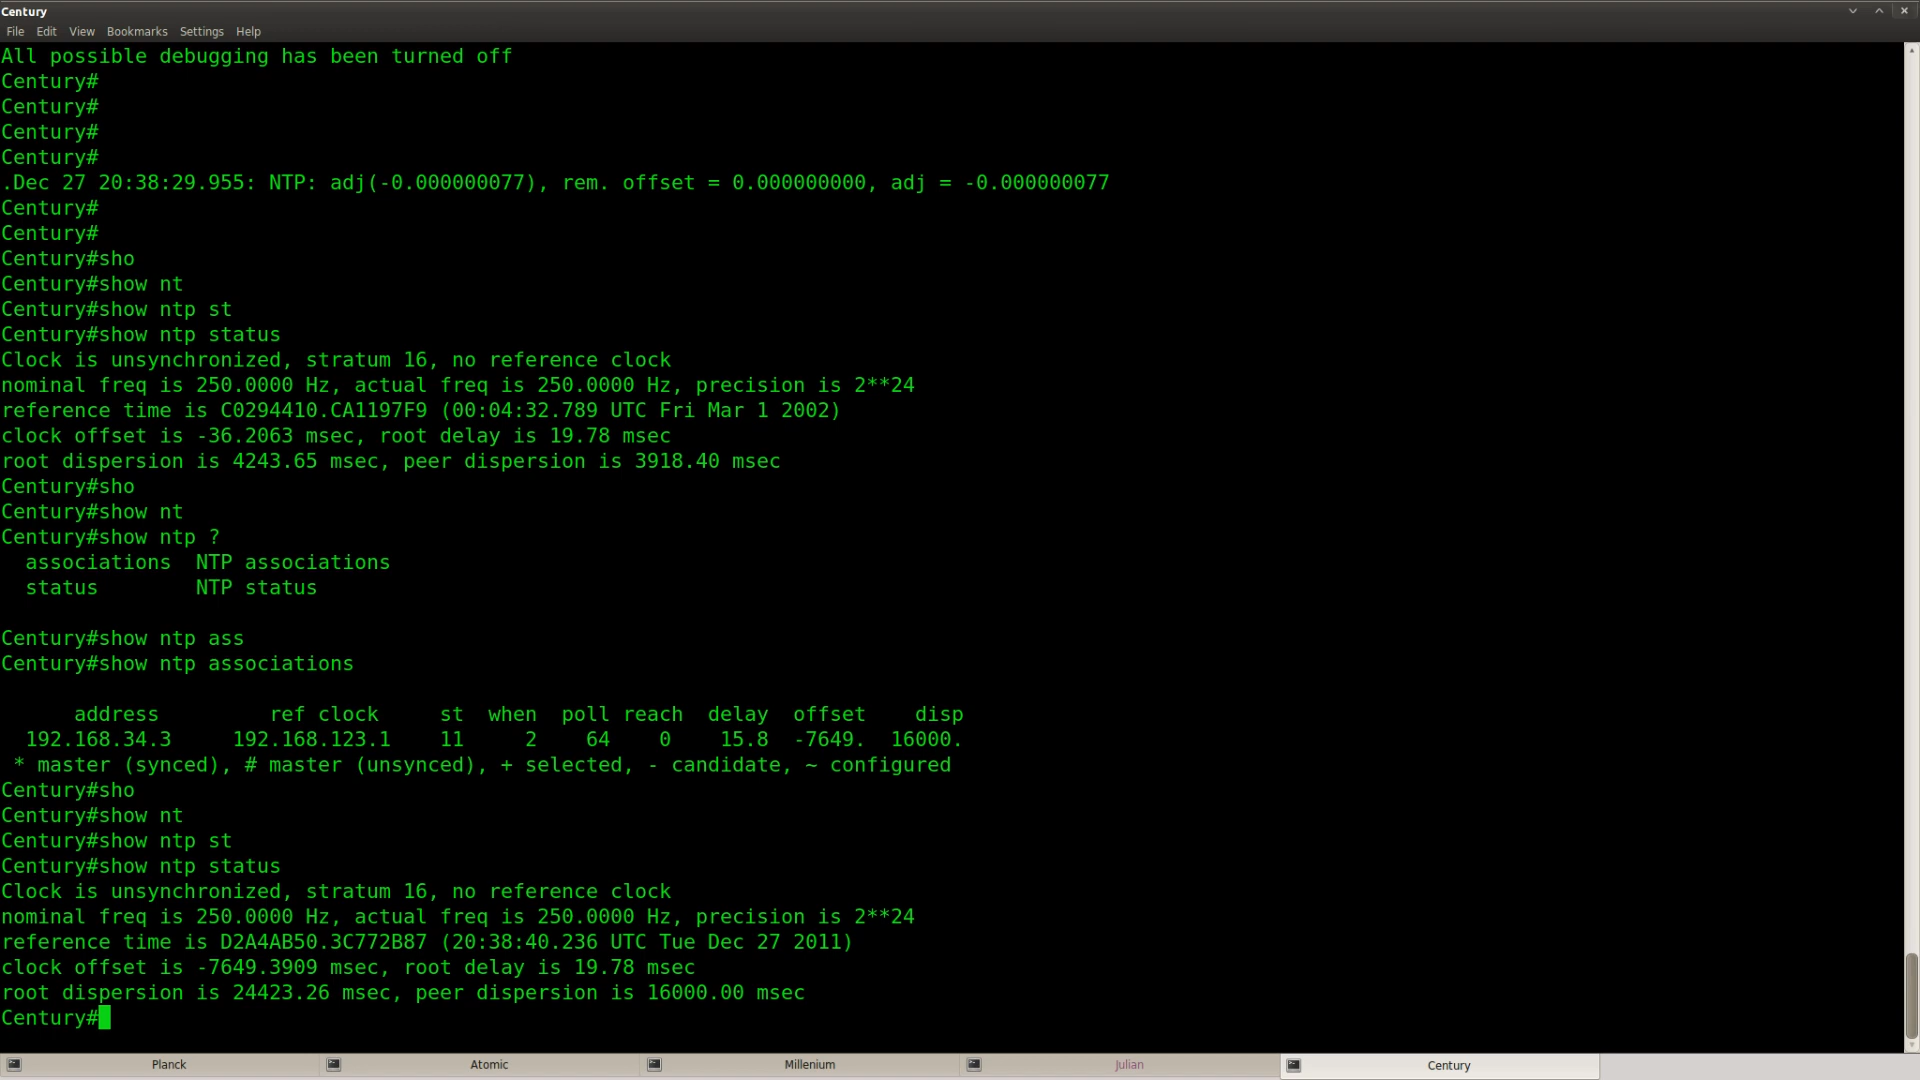 Century
File Edit View Bookmarks Settings Help
All possible debugging has been turned off
Century#
Century#
Century#
Century#
.Dec 27 20:38:29.955: NTP: adj(-0.000000077), rem. offset = 0.000000000, adj = -0.000000077
Century#
Century#
Century#sho
Century#show nt
Century#show ntp st
Century#show ntp status
Clock is unsynchronized, stratum 16, no reference clock
nominal freq is 250.0000 Hz, actual freq is 250.0000 Hz, precision is 2**24
reference time is C0294410.CA1197F9 (00:04:32.789 UTC Fri Mar 1 2002)
clock offset is -36.2063 msec, root delay is 19.78 msec
root dispersion is 4243.65 msec, peer dispersion is 3918.40 msec
Century#sho
Century#show nt
Century#show ntp ?
  associations  NTP associations
  status        NTP status
Century#show ntp ass
Century#show ntp associations
      address         ref clock     st  when  poll reach  delay  offset    disp
  192.168.34.3     192.168.123.1    11     2    64    0    15.8  -7649.  16000.
 * master (synced), # master (unsynced), + selected, - candidate, ~ configured
Century#sho
Century#show nt
Century#show ntp st
Century#show ntp status
Clock is unsynchronized, stratum 16, no reference clock
nominal freq is 250.0000 Hz, actual freq is 250.0000 Hz, precision is 2**24
reference time is D2A4AB50.3C772B87 (20:38:40.236 UTC Tue Dec 27 2011)
clock offset is -7649.3909 msec, root delay is 19.78 msec
root dispersion is 24423.26 msec, peer dispersion is 16000.00 msec
Century#
Planck Atomic Millenium Julian Century